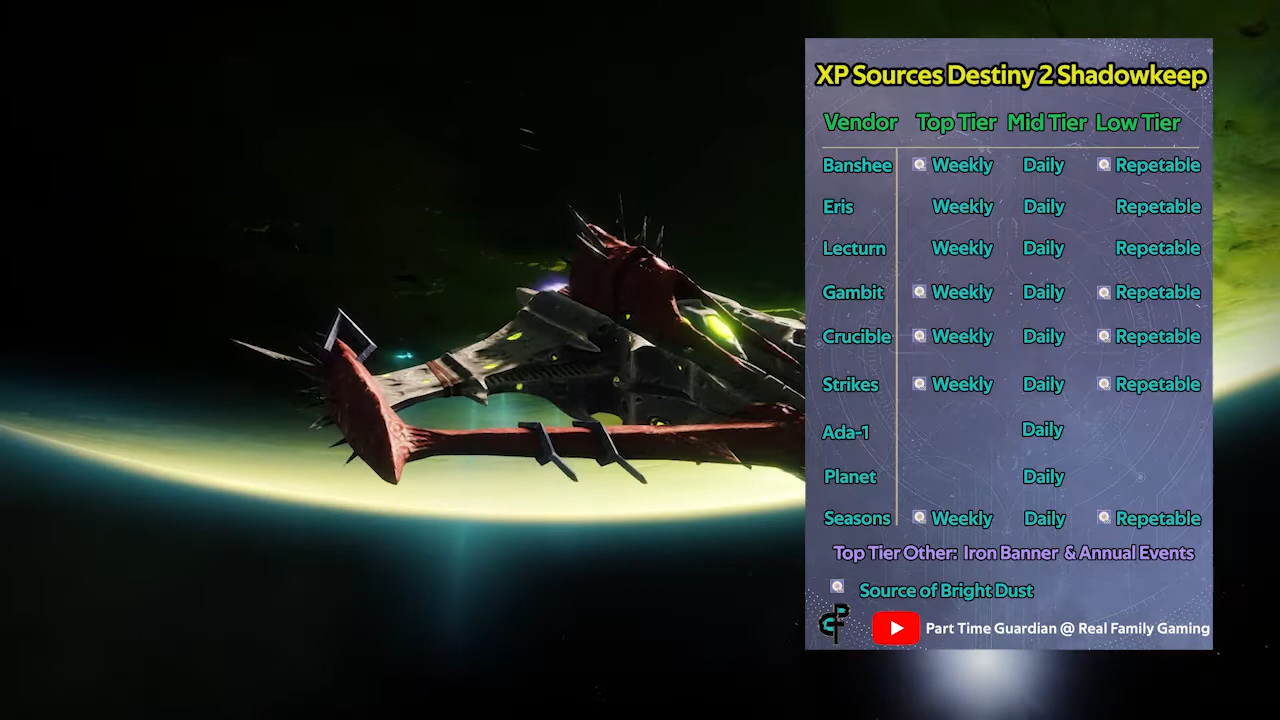 XP Sources Destiny 2 Shadowkeep
Vendor Top Tier Mid Tier Low Tier
Banshee Weekly Daily Repetable
Eris Weekly Daily Repetable
Lecturn Weekly Daily Repetable
Gambit Weekly Daily Repetable
Crucible Weekly Daily Repetable
Strikes Weekly Daily Repetable
Ada-1 Daily
Planet Daily
Seasons Weekly Daily Repetable
Top Tier Other: Iron Banner & Annual Events
Source of Bright Dust
Part Time Guardian @ Real Family Gaming